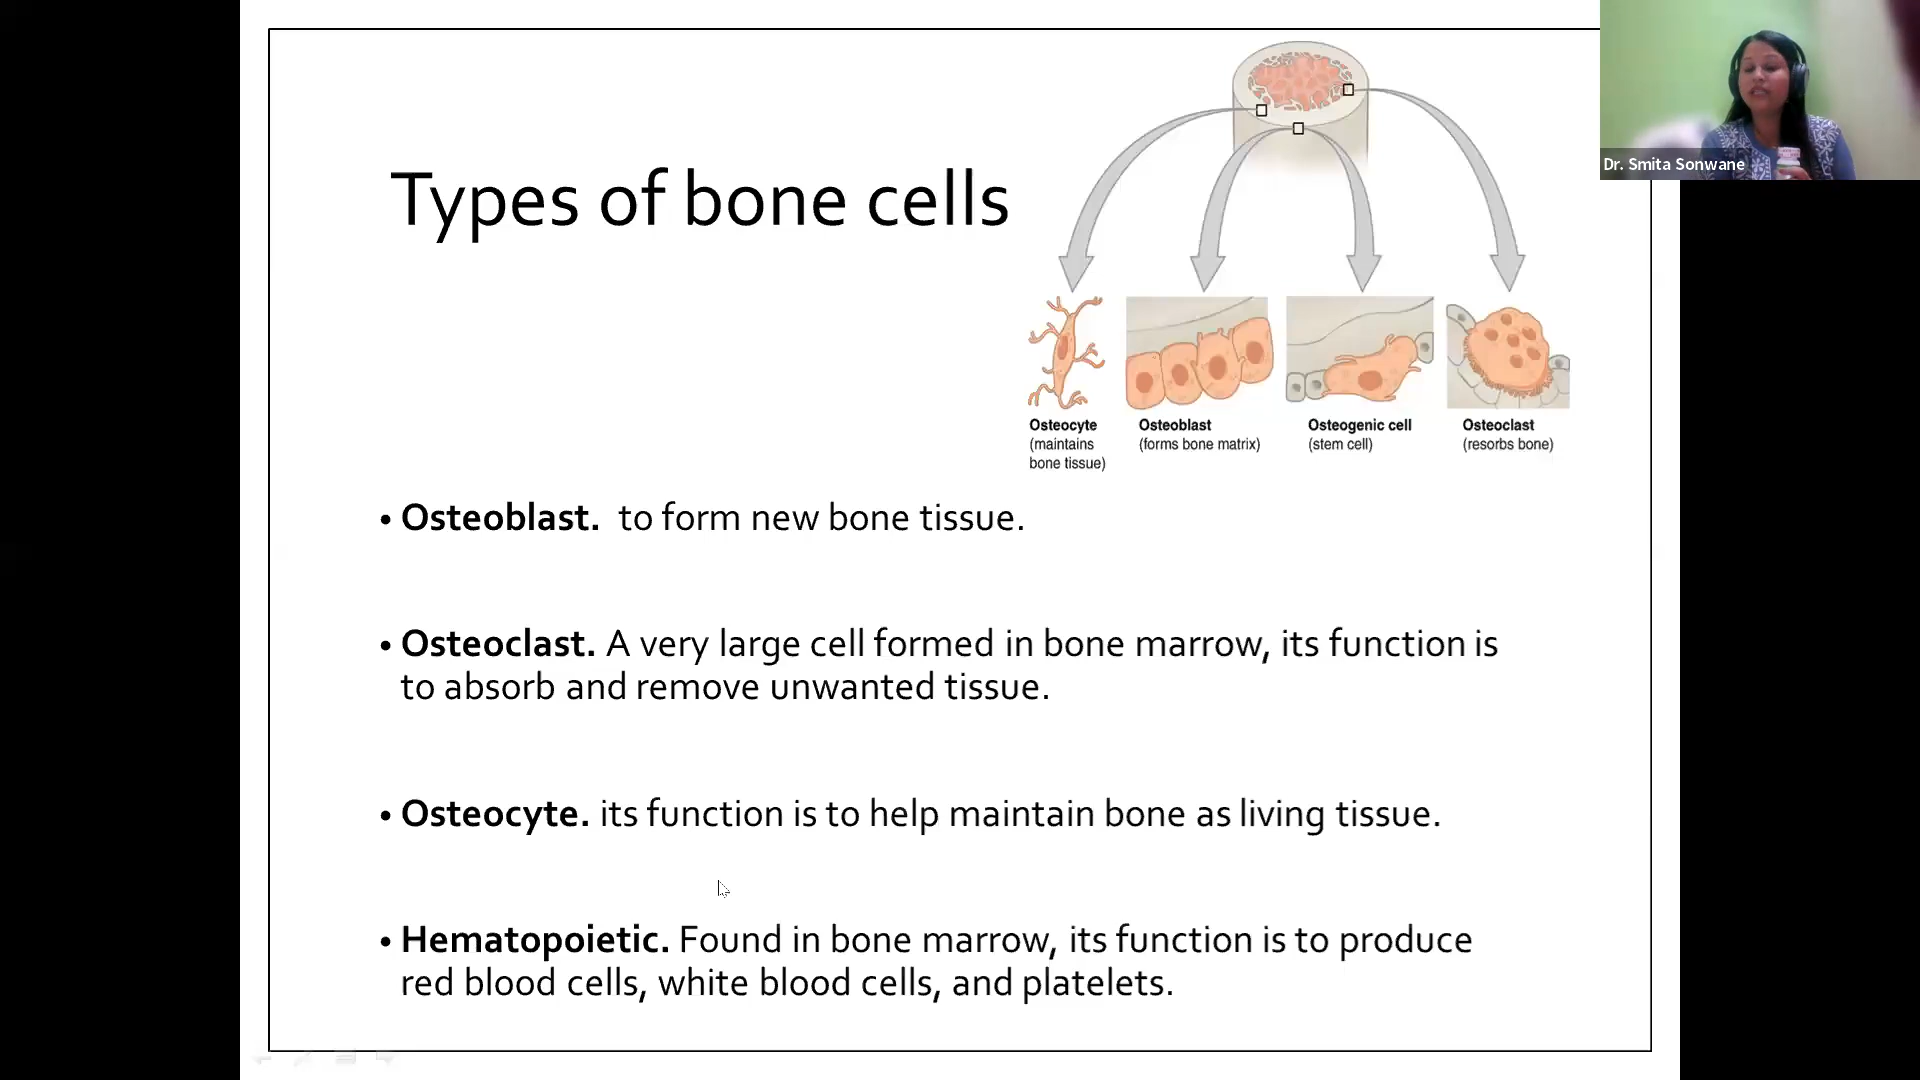 Types of bone cells
Dr. Smita Sonwane
Osteocyte
(maintains
bone tissue)
Osteoblast
(forms bone matrix)
Osteogenic cell
(stem cell)
Osteoclast
(resorbs bone)
• Osteoblast. to form new bone tissue.
• Osteoclast. A very large cell formed in bone marrow, its function is
to absorb and remove unwanted tissue.
• Osteocyte. its function is to help maintain bone as living tissue.
• Hematopoietic. Found in bone marrow, its function is to produce
red blood cells, white blood cells, and platelets.